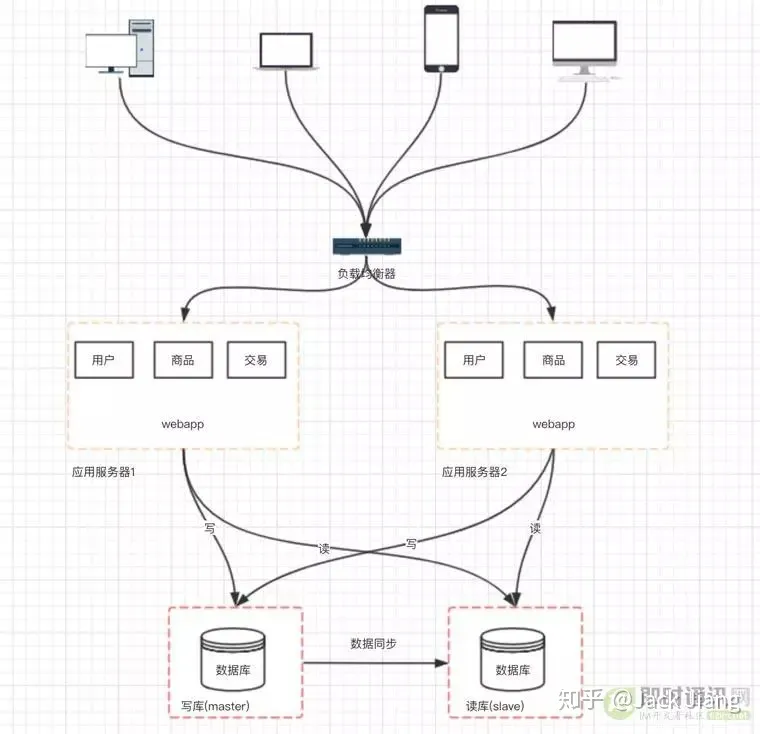 负载均衡器
用户 商品 交易
webapp
应用服务器1
用户 商品 交易
webapp
应用服务器2
写
读
写
读
数据库
写库(master)
数据同步
数据库
读库(slave)
知乎 @Jack Jiang
即时通讯网